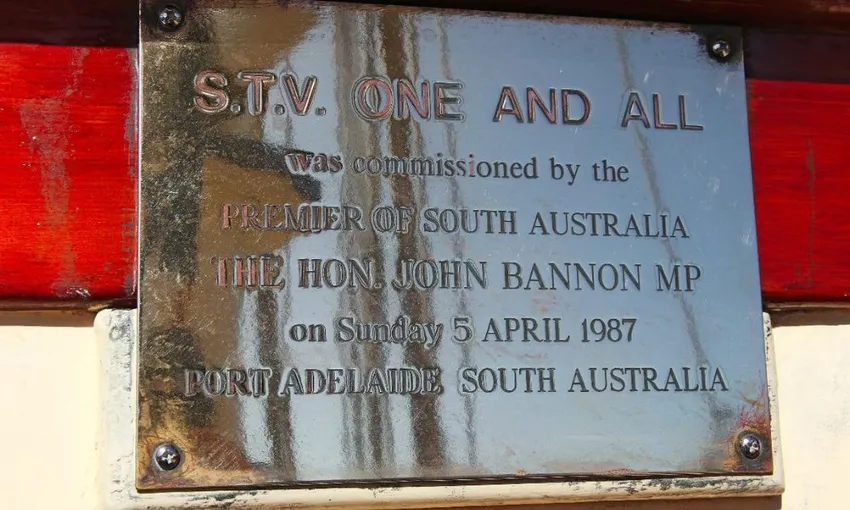 S.T.V. ONE AND ALL
was commissioned by the
PREMIER OF SOUTH AUSTRALIA
THE HON. JOHN BANNON MP
on Sunday 5 APRIL 1987
PORT ADELAIDE SOUTH AUSTRALIA